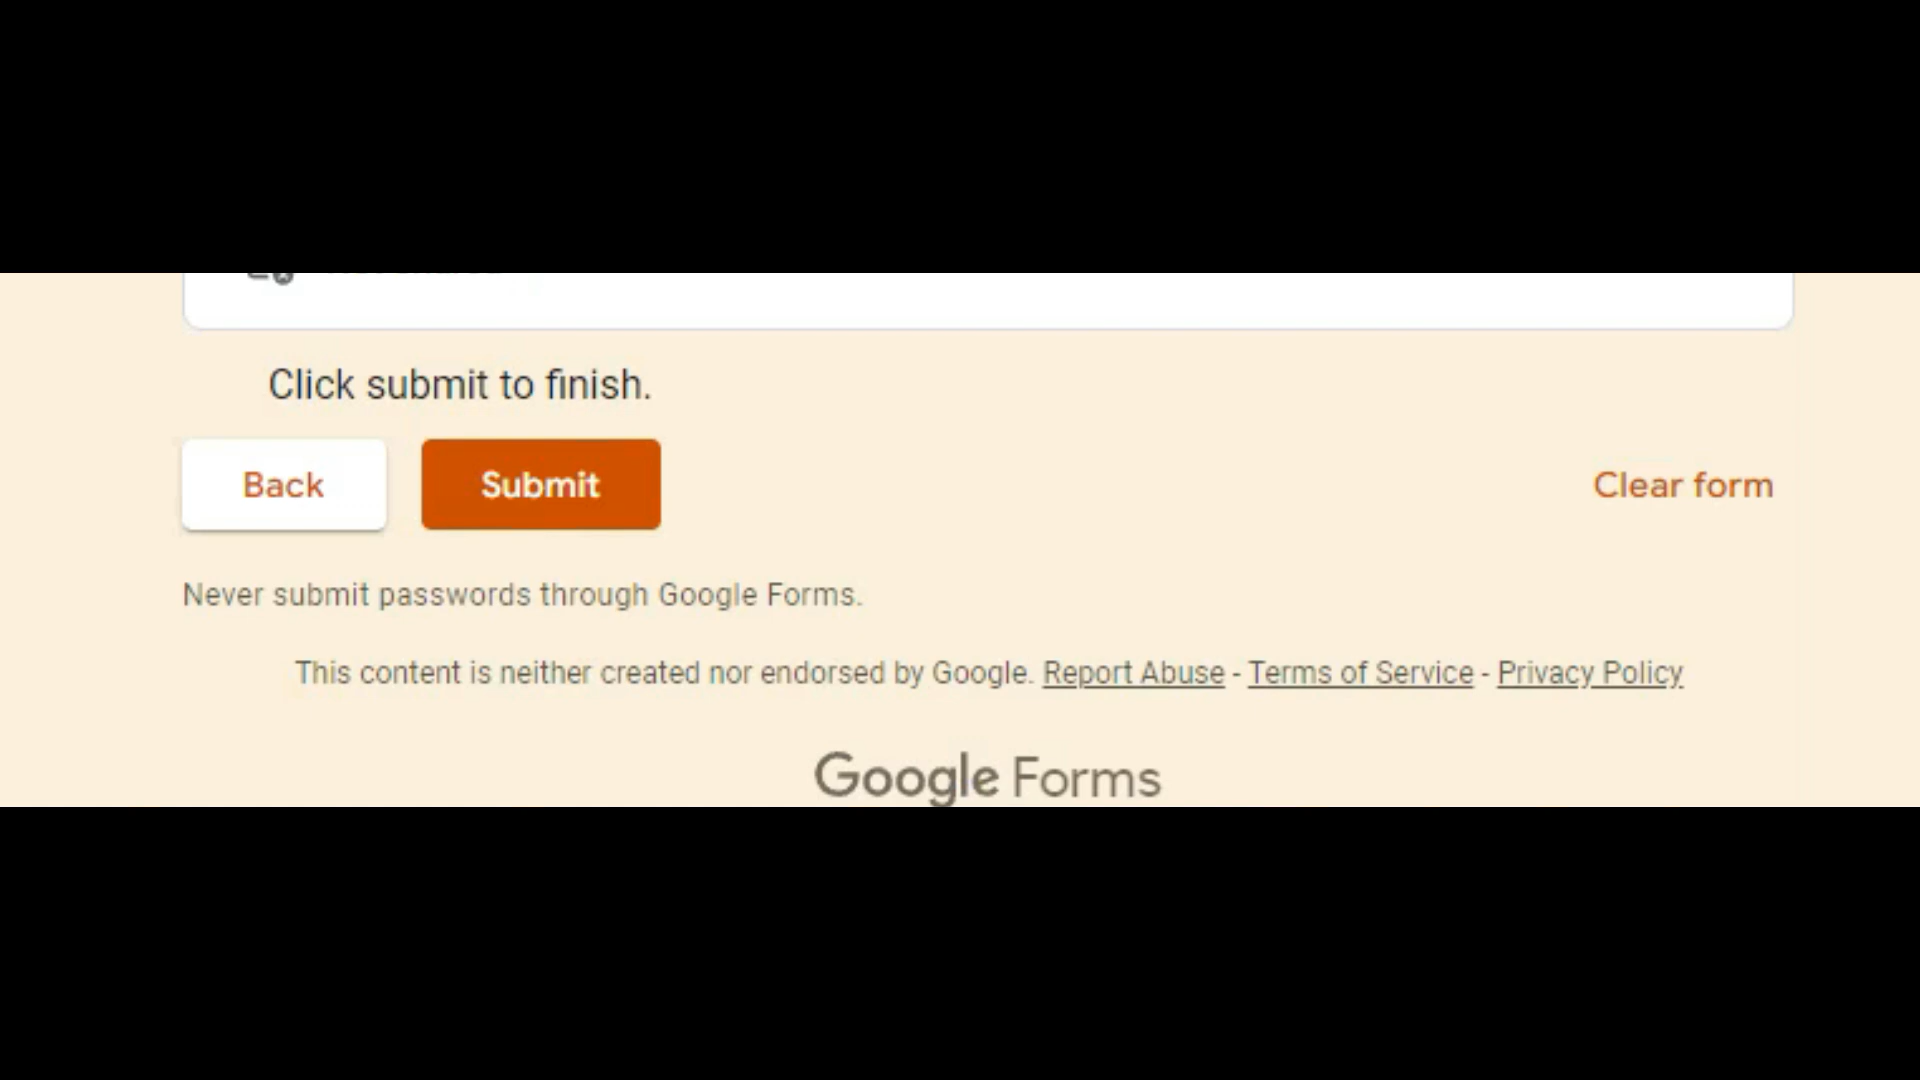 Click submit to finish.
Back
Submit
Clear form
Never submit passwords through Google Forms.
This content is neither created nor endorsed by Google. Report Abuse - Terms of Service - Privacy Policy
Google Forms